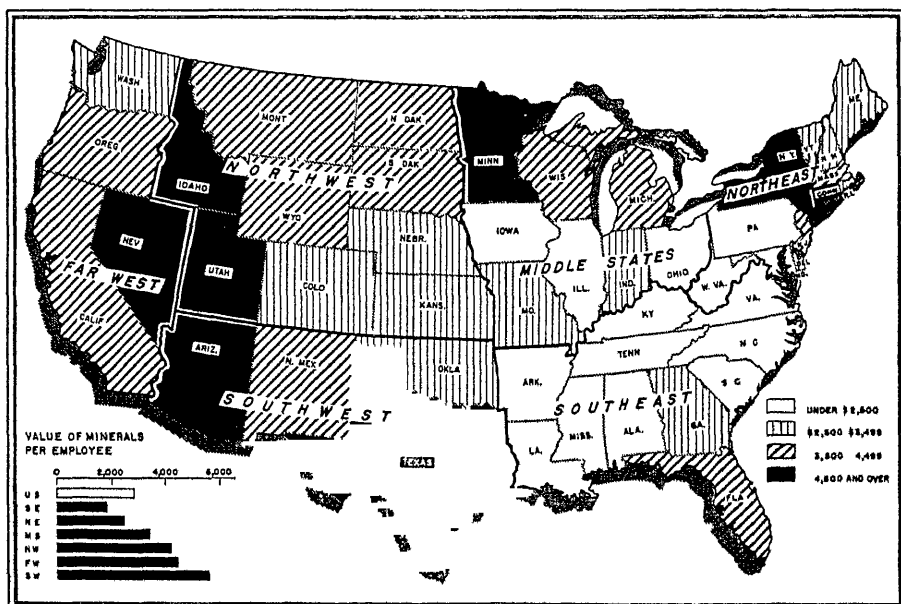 WASH
MONT
N DAK
ME
OREG
S DAK
MINN
N.Y.
VT
N.H.
MASS
NORTHWEST
IDAHO
WIS
NORTHEAST
CONN
R.I.
MICH.
WYO
IOWA
PA
NEBR.
NEV
UTAH
MIDDLE STATES
OHIO
FAR WEST
COLO
ILL.
IND.
W. VA.
VA.
KANS.
MO.
CALIF
KY
ARIZ.
N. MEX
OKLA
TENN
N C
ARK.
S C
SOUTHWEST
SOUTHEAST
MISS.
ALA.
GA.
LA.
TEXAS
FLA
UNDER $2,500
$2,500 $3,499
3,500 4,499
4,500 AND OVER
VALUE OF MINERALS
PER EMPLOYEE
0 2,000 4,000 6,000
U S
S E
N E
M S
N W
F W
S W